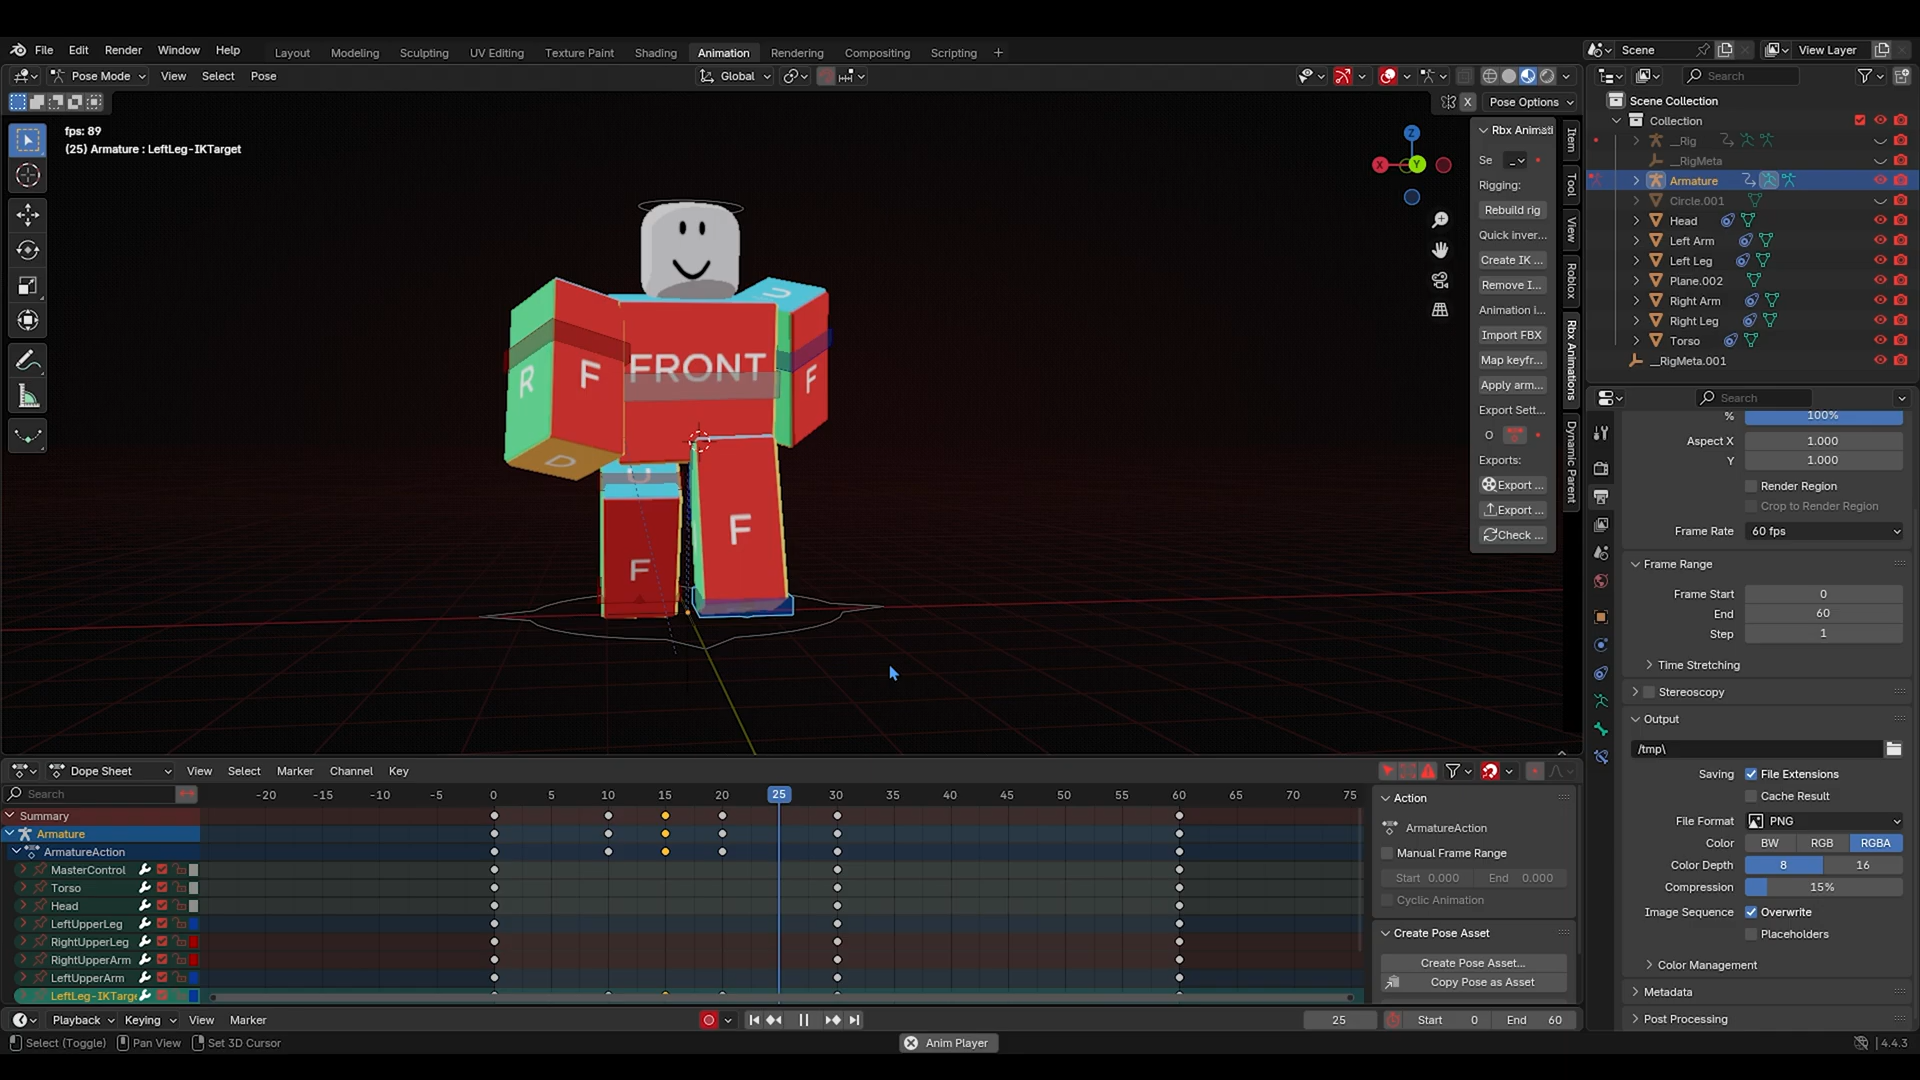 File Edit Render Window Help Layout Modeling Sculpting UV Editing Texture Paint Shading Animation Rendering Compositing Scripting + Scene View Layer
Pose Mode View Select Pose Global Search
X Pose Options
fps: 89
(25) Armature : LeftLeg-IKTarget
Z
X
Y
Rbx Animati
Se
Rigging:
Rebuild rig
Quick inver...
Create IK ...
Remove I...
Animation i...
Import FBX
Map keyfr...
Apply arm...
Export Sett...
O
Exports:
Export ...
Export ...
Check ...
Item
Tool
View
Roblox
Rbx Animations
Dynamic Parent
U
FRONT
R
F
F
D
U
F
F
Scene Collection
Collection
__Rig
__RigMeta
Armature
Circle.001
Head
Left Arm
Left Leg
Plane.002
Right Arm
Right Leg
Torso
__RigMeta.001
Search
% 100%
Aspect X 1.000
Y 1.000
Render Region
Crop to Render Region
Frame Rate 60 fps
Frame Range
Frame Start 0
End 60
Step 1
Time Stretching
Stereoscopy
Output
/tmp\
Saving File Extensions
Cache Result
File Format PNG
Color BW RGB RGBA
Color Depth 8 16
Compression 15%
Image Sequence Overwrite
Placeholders
Color Management
Metadata
Post Processing
Dope Sheet View Select Marker Channel Key
Search -20 -15 -10 -5 0 5 10 15 20 25 30 35 40 45 50 55 60 65 70 75
Summary
Armature
ArmatureAction
MasterControl
Torso
Head
LeftUpperLeg
RightUpperLeg
RightUpperArm
LeftUpperArm
LeftLeg-IKTarge
Action
ArmatureAction
Manual Frame Range
Start 0.000 End 0.000
Cyclic Animation
Create Pose Asset
Create Pose Asset...
Copy Pose as Asset
Playback Keying View Marker 25 Start 0 End 60
Select (Toggle) Pan View Set 3D Cursor Anim Player 4.4.3